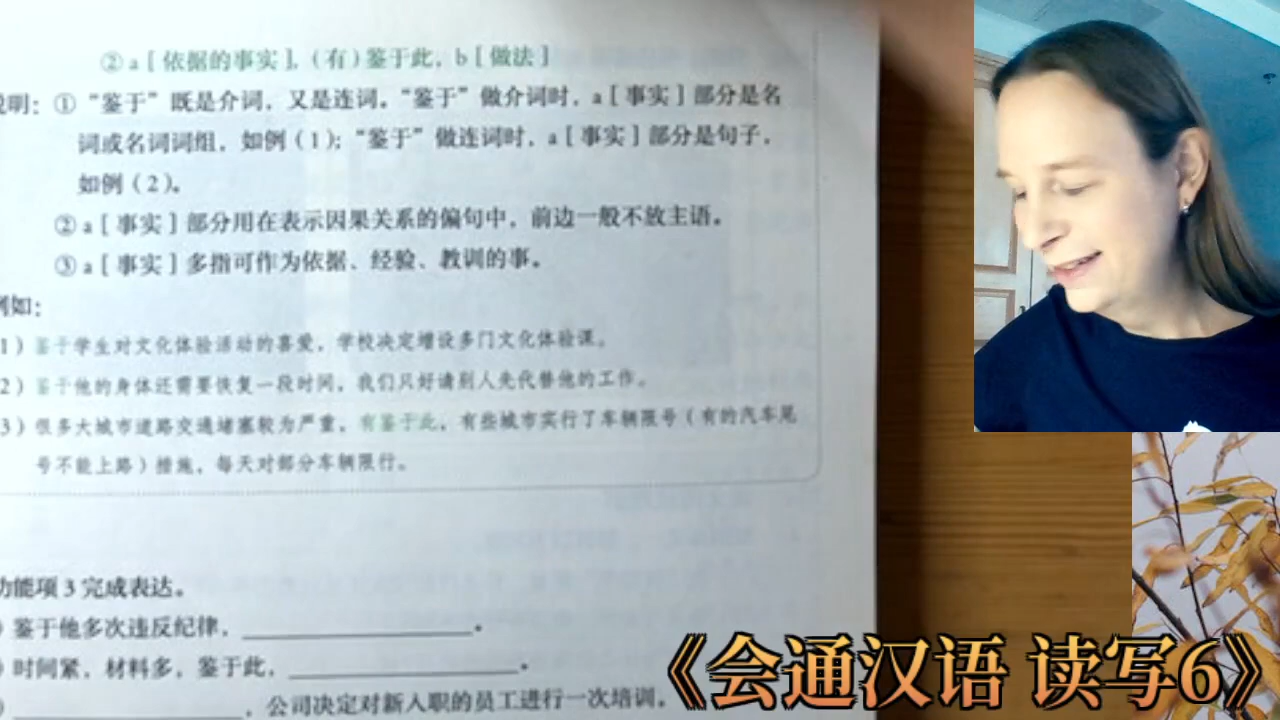 ②a［依据的事实］，（有）鉴于此，b［做法］
说明：①“鉴于”既是介词，又是连词。“鉴于”做介词时，a［事实］部分是名
词或名词词组，如例（1）；“鉴于”做连词时，a［事实］部分是句子，
如例（2）。
②a［事实］部分用在表示因果关系的偏句中，前边一般不放主语。
③a［事实］多指可作为依据、经验、教训的事。
例如：
1）鉴于学生对文化体验活动的喜爱，学校决定增设多门文化体验课。
2）鉴于他的身体还需要恢复一段时间，我们只好请别人先代替他的工作。
3）很多大城市道路交通堵塞较为严重，有鉴于此，有些城市实行了车辆限号（有的汽车尾
号不能上路）措施，每天对部分车辆限行。
功能项3完成表达。
）鉴于他多次违反纪律，____________。
）时间紧，材料多，鉴于此，____________。
）____________，公司决定对新入职的员工进行一次培训。
《会通汉语 读写6》